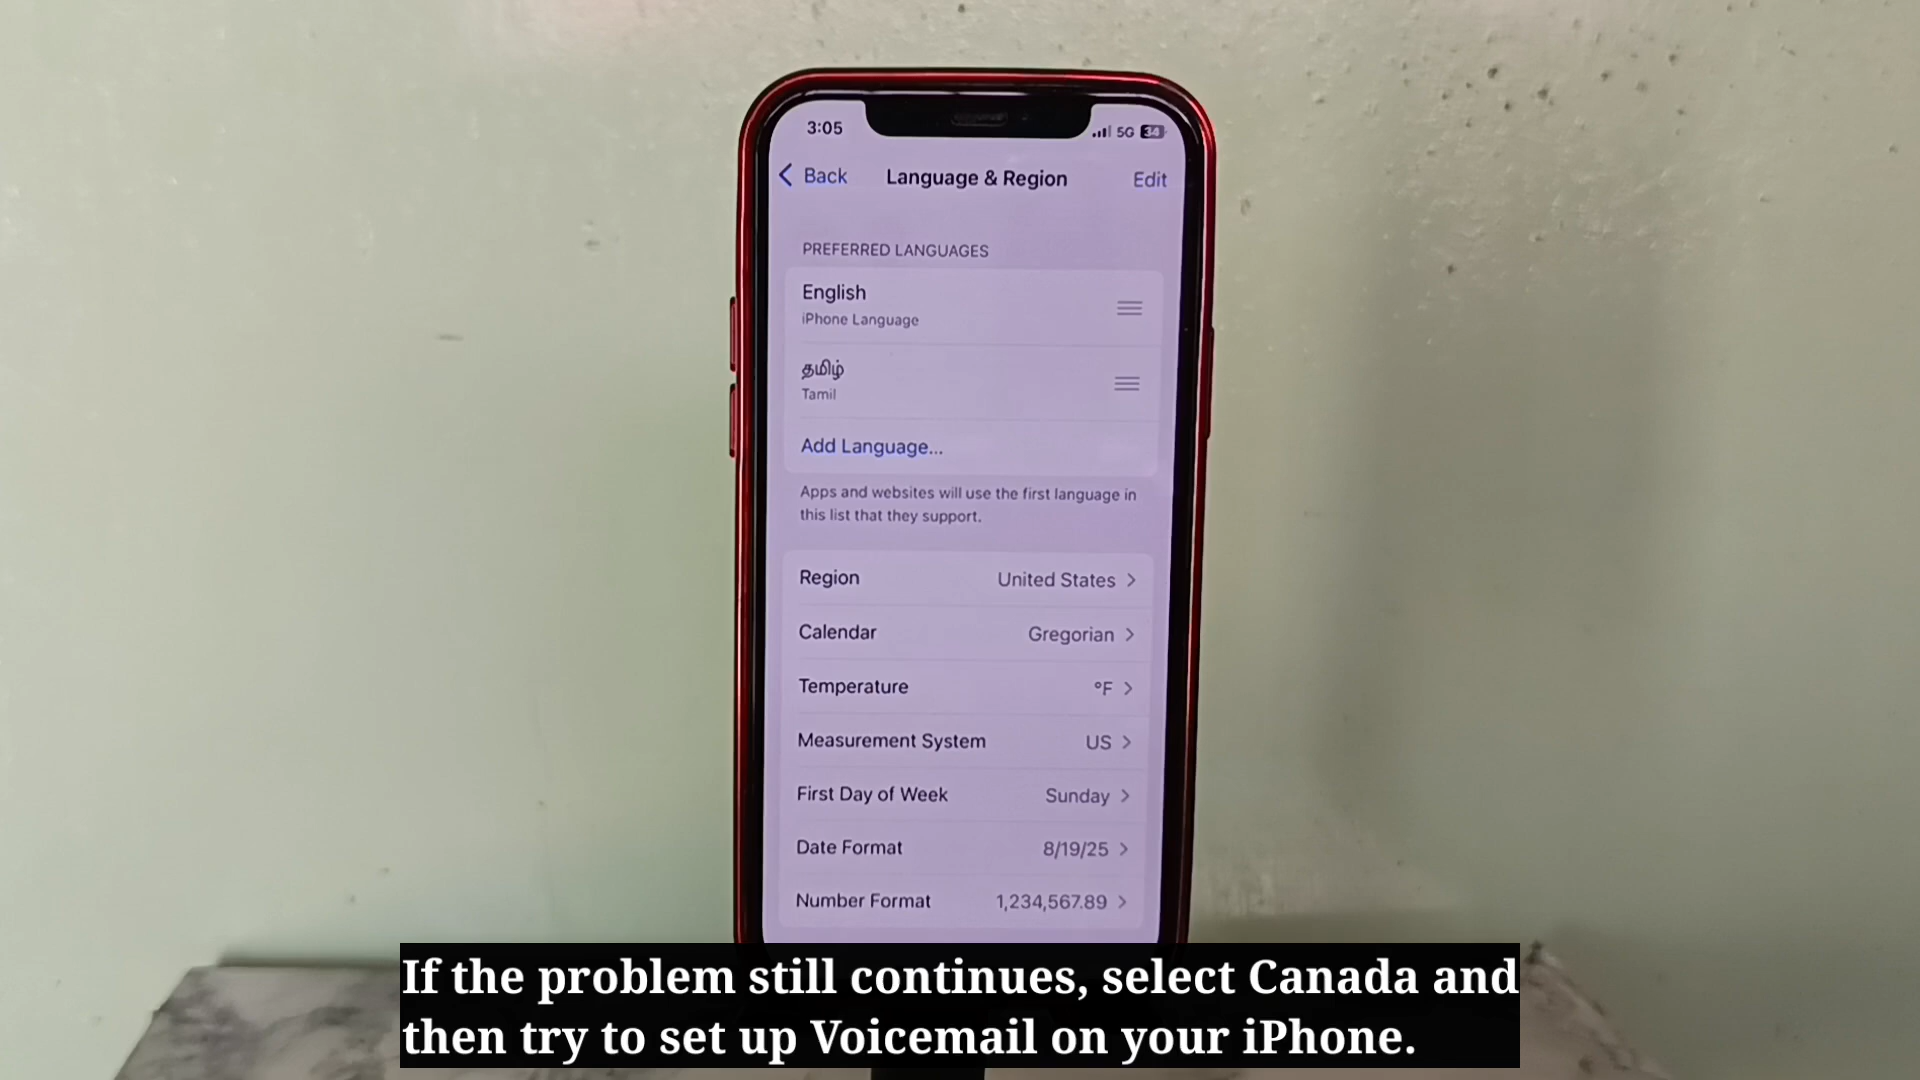 3:05 5G 34
Back Language & Region Edit
PREFERRED LANGUAGES
English
iPhone Language
தமிழ்
Tamil
Add Language...
Apps and websites will use the first language in
this list that they support.
Region United States
Calendar Gregorian
Temperature °F
Measurement System US
First Day of Week Sunday
Date Format 8/19/25
Number Format 1,234,567.89
If the problem still continues, select Canada and
then try to set up Voicemail on your iPhone.